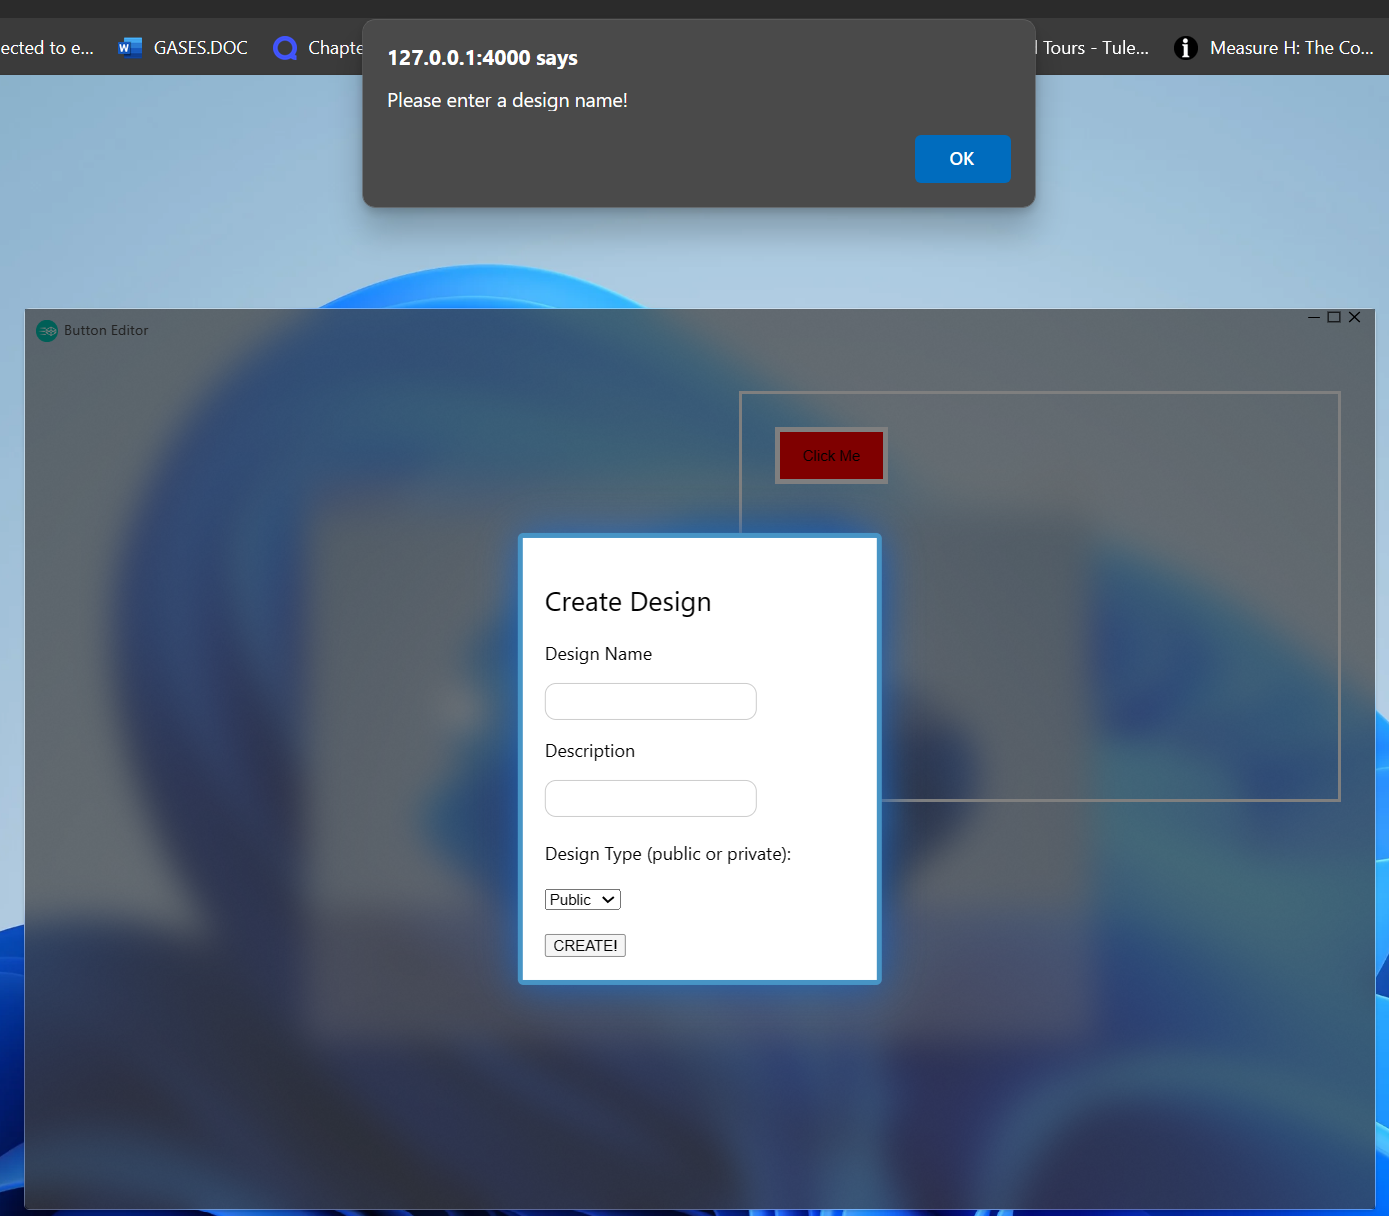 ected to e...
GASES.DOC
Chapte
l Tours - Tule...
Measure H: The Co...
127.0.0.1:4000 says
Please enter a design name!
OK
Button Editor
Click Me
Create Design
Design Name
Description
Design Type (public or private):
Public
CREATE!